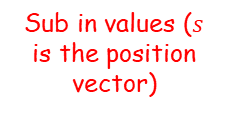 Sub in values (s
is the position
vector)